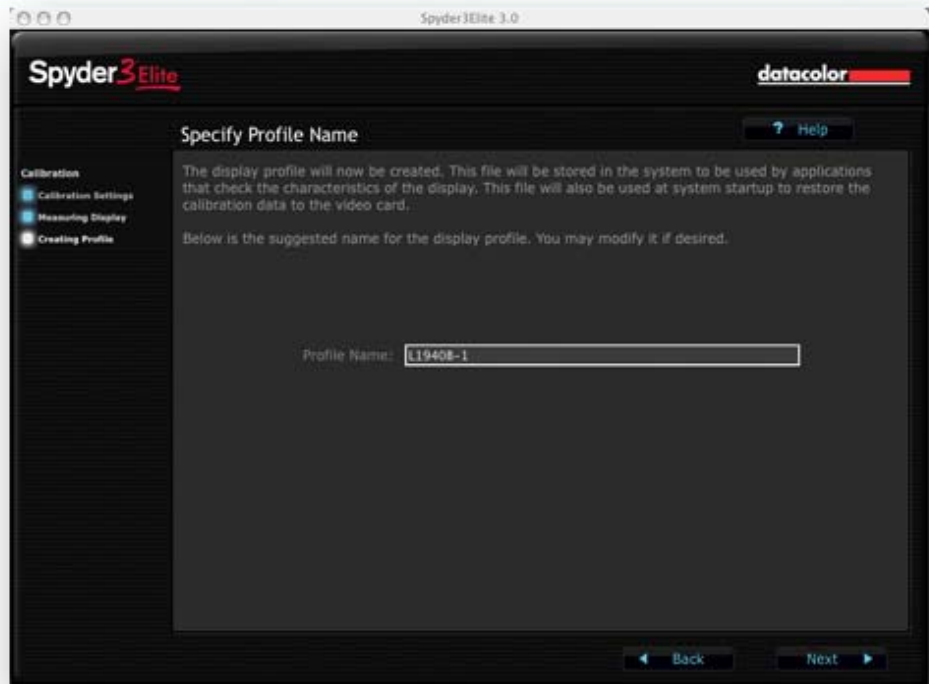 Spyder3Elite 3.0
Spyder3Elite
datacolor
Specify Profile Name
? Help
Calibration
Calibration Settings
Measuring Display
Creating Profile
The display profile will now be created. This file will be stored in the system to be used by applications
that check the characteristics of the display. This file will also be used at system startup to restore the
calibration data to the video card.
Below is the suggested name for the display profile. You may modify it if desired.
Profile Name: L1940B-1
Back
Next